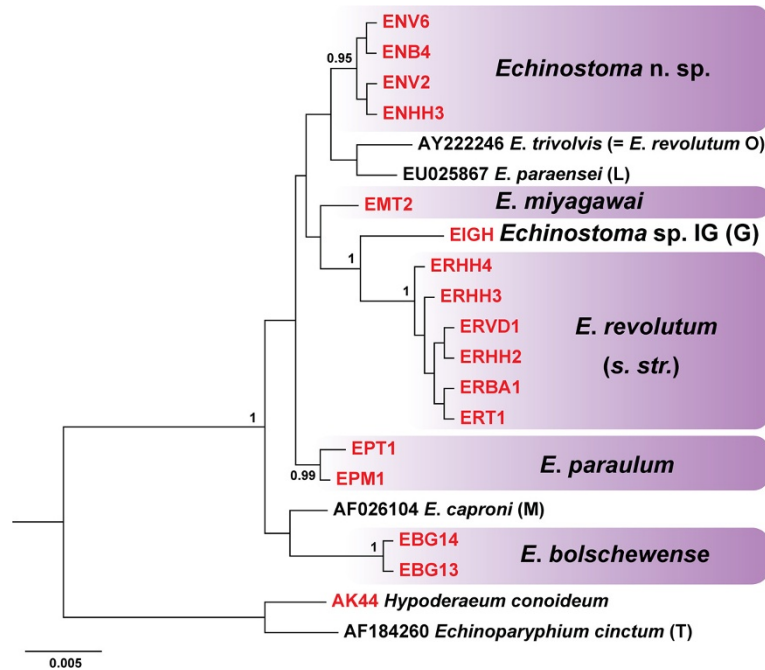 ENV6
0.95
ENB4
Echinostoma n. sp.
ENV2
ENHH3
AY222246 E. trivolvis (= E. revolutum O)
EU025867 E. paraensei (L)
EMT2
E. miyagawai
EIGH Echinostoma sp. IG (G)
1
ERHH4
1
ERHH3
ERVD1
E. revolutum
(s. str.)
ERHH2
ERBA1
ERT1
1
EPT1
E. paraulum
0.99
EPM1
AF026104 E. caproni (M)
EBG14
1
E. bolschewense
EBG13
AK44 Hypoderaeum conoideum
AF184260 Echinoparyphium cinctum (T)
0.005